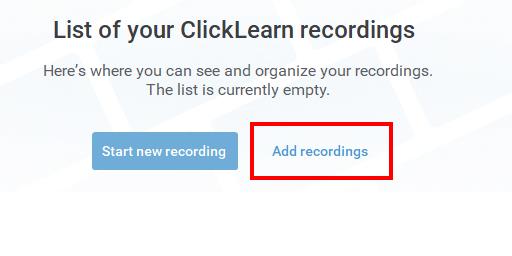 List of your ClickLearn recordings
Here’s where you can see and organize your recordings.
The list is currently empty.
Start new recording
Add recordings